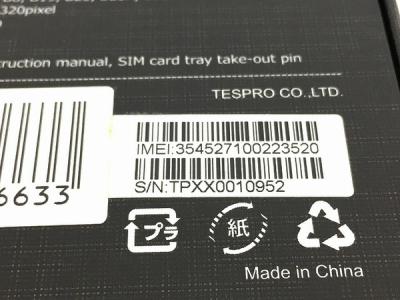 320pixel
ruction manual, SIM card tray take-out pin
TESPRO CO.,LTD.
IMEI:354527100223520
S/N:TPXX0010952
6633
プラ
紙
Made in China